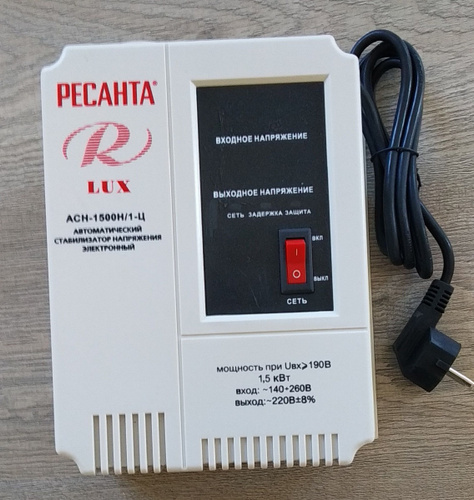 РЕСАНТА®
R
LUX
АСН-1500Н/1-Ц
АВТОМАТИЧЕСКИЙ
СТАБИЛИЗАТОР НАПРЯЖЕНИЯ
ЭЛЕКТРОННЫЙ
ВХОДНОЕ НАПРЯЖЕНИЕ
ВЫХОДНОЕ НАПРЯЖЕНИЕ
СЕТЬ ЗАДЕРЖКА ЗАЩИТА
ВКЛ
I
O
ВЫКЛ
СЕТЬ
мощность при Uвх⩾190В
1,5 кВт
вход: ~140÷260В
выход:~220В±8%